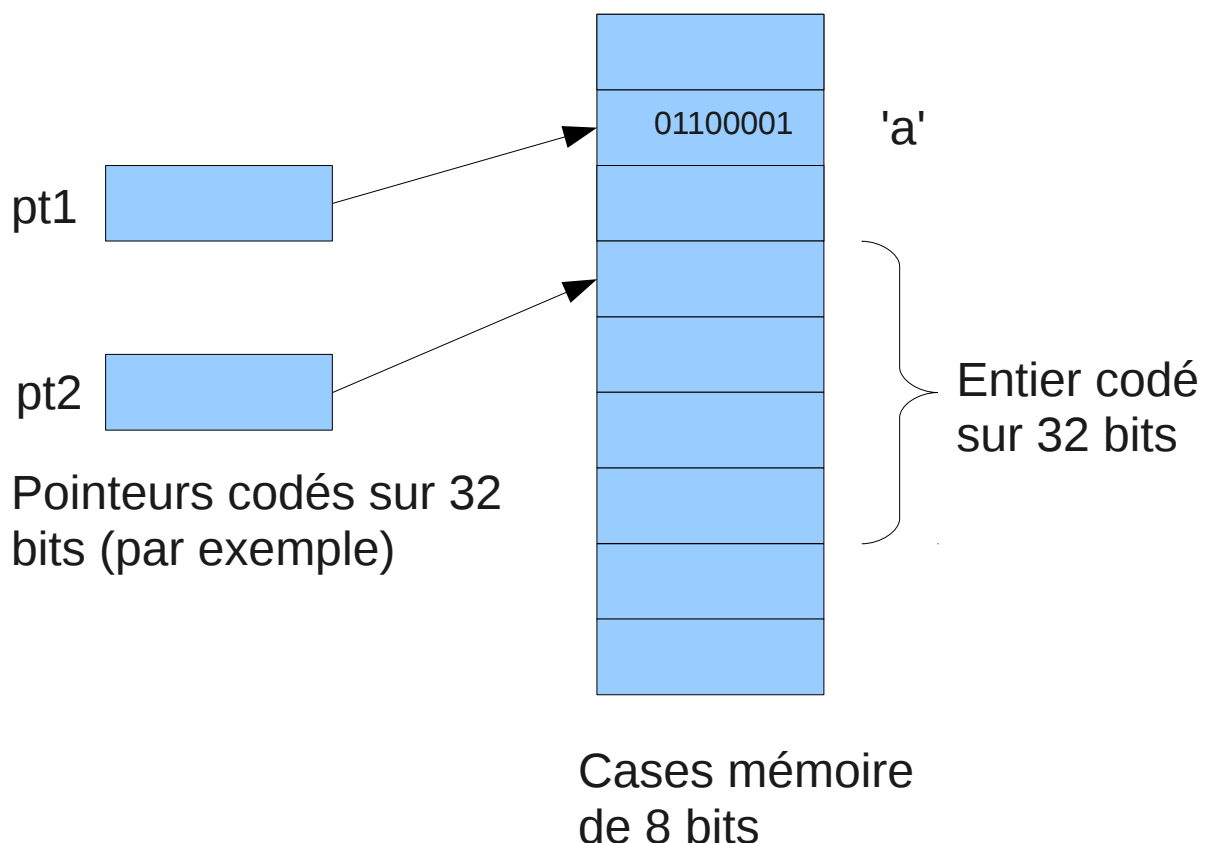 01100001
'a'
pt1
pt2
Entier codé
sur 32 bits
Pointeurs codés sur 32
bits (par exemple)
Cases mémoire
de 8 bits